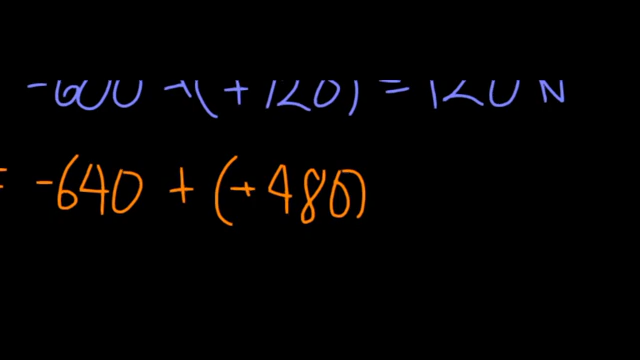 -600 + (+120) = 120 N
= -640 + (+480)